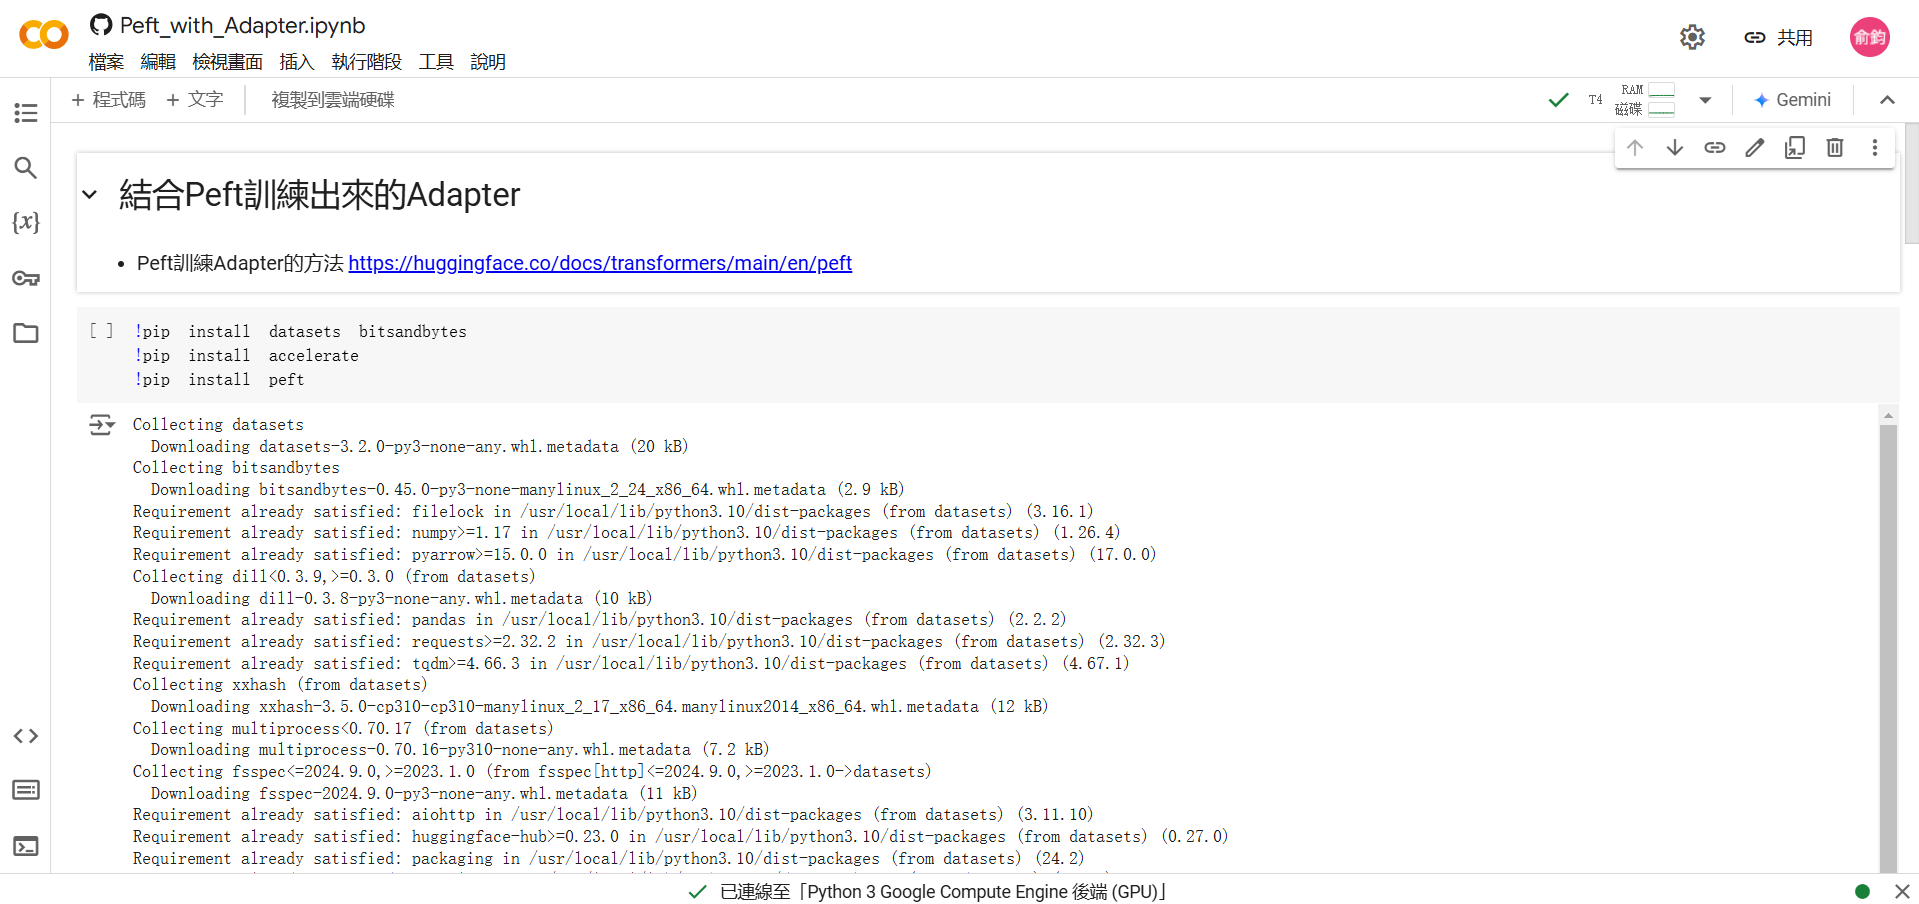 Peft_with_Adapter.ipynb
檔案 編輯 檢視畫面 插入 執行階段 工具 說明
共用
俞鈞
+ 程式碼 + 文字 複製到雲端硬碟
T4 RAM 磁碟
Gemini
結合Peft訓練出來的Adapter
• Peft訓練Adapter的方法 https://huggingface.co/docs/transformers/main/en/peft
[ ] !pip install datasets bitsandbytes
!pip install accelerate
!pip install peft
Collecting datasets
Downloading datasets-3.2.0-py3-none-any.whl.metadata (20 kB)
Collecting bitsandbytes
Downloading bitsandbytes-0.45.0-py3-none-manylinux_2_24_x86_64.whl.metadata (2.9 kB)
Requirement already satisfied: filelock in /usr/local/lib/python3.10/dist-packages (from datasets) (3.16.1)
Requirement already satisfied: numpy>=1.17 in /usr/local/lib/python3.10/dist-packages (from datasets) (1.26.4)
Requirement already satisfied: pyarrow>=15.0.0 in /usr/local/lib/python3.10/dist-packages (from datasets) (17.0.0)
Collecting dill<0.3.9,>=0.3.0 (from datasets)
Downloading dill-0.3.8-py3-none-any.whl.metadata (10 kB)
Requirement already satisfied: pandas in /usr/local/lib/python3.10/dist-packages (from datasets) (2.2.2)
Requirement already satisfied: requests>=2.32.2 in /usr/local/lib/python3.10/dist-packages (from datasets) (2.32.3)
Requirement already satisfied: tqdm>=4.66.3 in /usr/local/lib/python3.10/dist-packages (from datasets) (4.67.1)
Collecting xxhash (from datasets)
Downloading xxhash-3.5.0-cp310-cp310-manylinux_2_17_x86_64.manylinux2014_x86_64.whl.metadata (12 kB)
Collecting multiprocess<0.70.17 (from datasets)
Downloading multiprocess-0.70.16-py310-none-any.whl.metadata (7.2 kB)
Collecting fsspec<=2024.9.0,>=2023.1.0 (from fsspec[http]<=2024.9.0,>=2023.1.0->datasets)
Downloading fsspec-2024.9.0-py3-none-any.whl.metadata (11 kB)
Requirement already satisfied: aiohttp in /usr/local/lib/python3.10/dist-packages (from datasets) (3.11.10)
Requirement already satisfied: huggingface-hub>=0.23.0 in /usr/local/lib/python3.10/dist-packages (from datasets) (0.27.0)
Requirement already satisfied: packaging in /usr/local/lib/python3.10/dist-packages (from datasets) (24.2)
已連線至「Python 3 Google Compute Engine 後端 (GPU)」